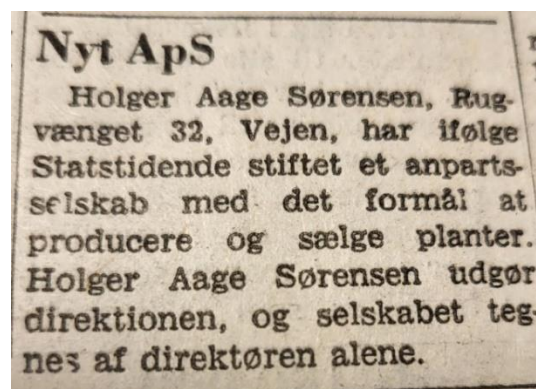 Nyt ApS
Holger Aage Sørensen, Rug-
vænget 32, Vejen, har ifølge
Statstidende stiftet et anparts-
selskab med det formål at
producere og sælge planter.
Holger Aage Sørensen udgør
direktionen, og selskabet teg-
nes af direktøren alene.